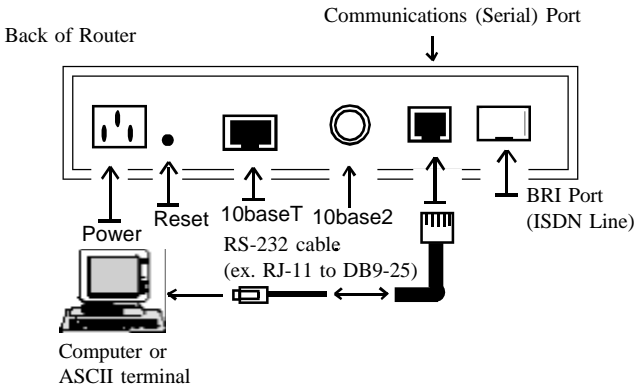 Communications (Serial) Port
Back of Router
Power
Reset
10baseT
10base2
BRI Port
(ISDN Line)
RS-232 cable
(ex. RJ-11 to DB9-25)
Computer or
ASCII terminal